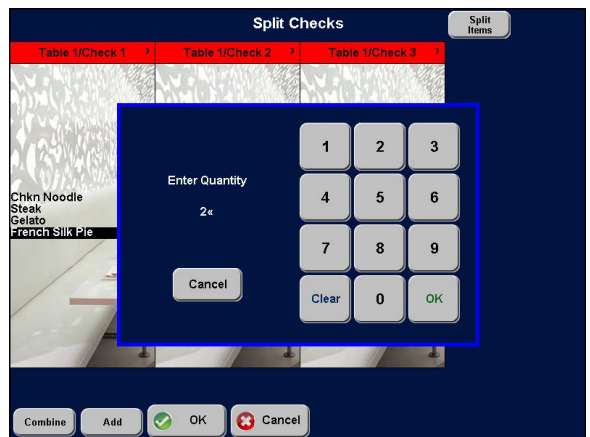 Split Checks
Split
Items
Table 1/Check 1 3
Table 1/Check 2 3
Table 1/Check 3 3
Chkn Noodle
Steak
Gelato
French Silk Pie
Enter Quantity
2«
Cancel
1 2 3
4 5 6
7 8 9
Clear 0 OK
Combine
Add
OK
Cancel